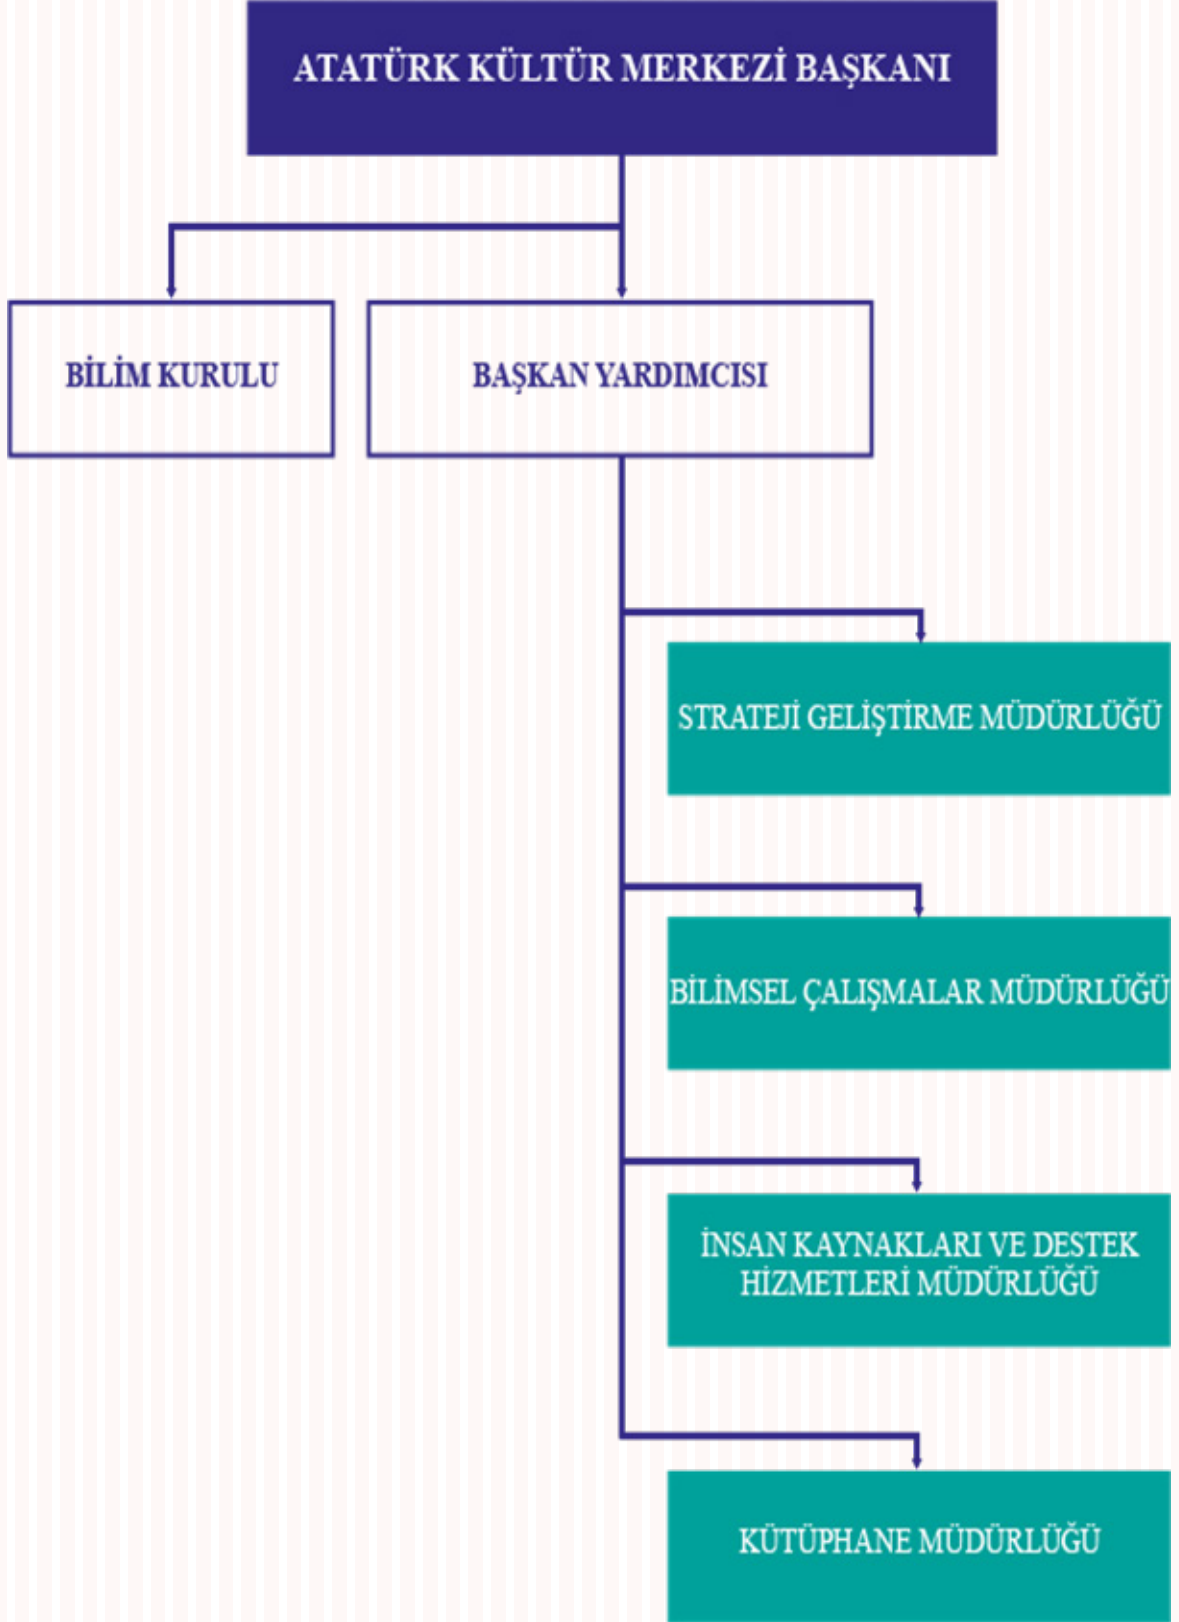 ATATÜRK KÜLTÜR MERKEZİ BAŞKANI
BİLİM KURULU
BAŞKAN YARDIMCISI
STRATEJİ GELİŞTİRME MÜDÜRLÜĞÜ
BİLİMSEL ÇALIŞMALAR MÜDÜRLÜĞÜ
İNSAN KAYNAKLARI VE DESTEK
HİZMETLERİ MÜDÜRLÜĞÜ
KÜTÜPHANE MÜDÜRLÜĞÜ